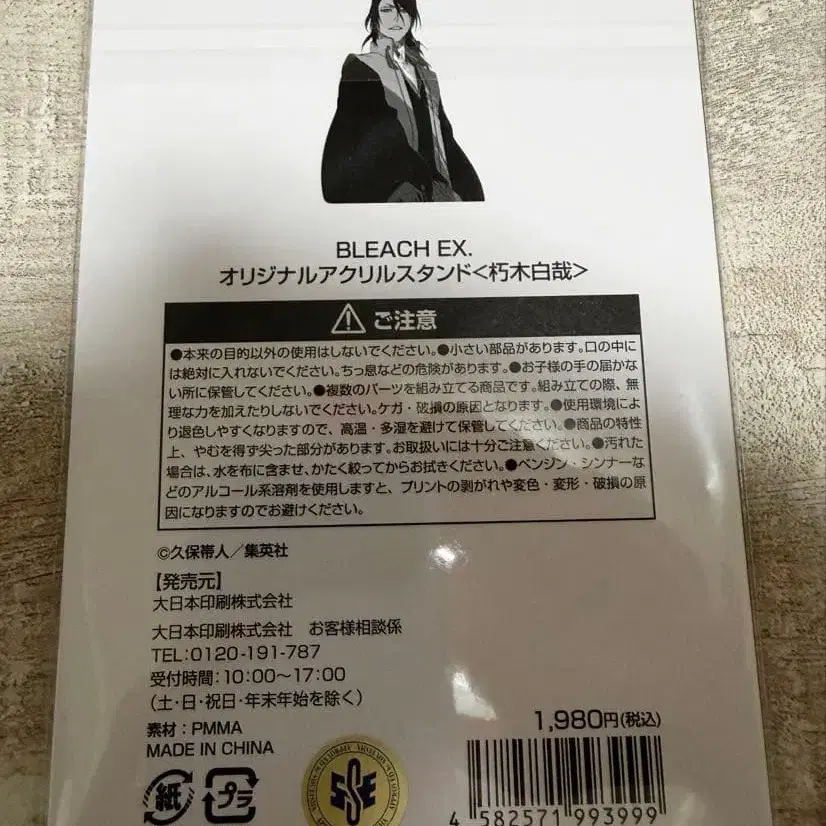 BLEACH EX.
オリジナルアクリルスタンド<朽木白哉>
ご注意
●本来の目的以外の使用はしないでください。●小さい部品があります。口の中に
は絶対に入れないでください。ちっ息などの危険があります。●お子様の手の届かな
い所に保管してください。●複数のパーツを組み立てる商品です。組み立ての際、無
理な力を加えたりしないでください。ケガ・破損の原因となります。●使用環境によ
り退色しやすくなりますので、高温・多湿を避けて保管してください。●商品の特性
上、やむを得ず尖った部分があります。お取扱いには十分ご注意ください。●汚れた
場合は、水を布に含ませ、かたく絞ってからお拭きください。●ベンジン・シンナーな
どのアルコール系溶剤を使用しますと、プリントの剥がれや変色・変形・破損の原
因になりますのでお避けください。
©久保帯人/集英社
【発売元】
大日本印刷株式会社
大日本印刷株式会社 お客様相談係
TEL:0120-191-787
受付時間:10:00~17:00
(土・日・祝日・年末年始を除く)
素材:PMMA
MADE IN CHINA
1,980円(税込)
紙
プラ
4 582571 993999